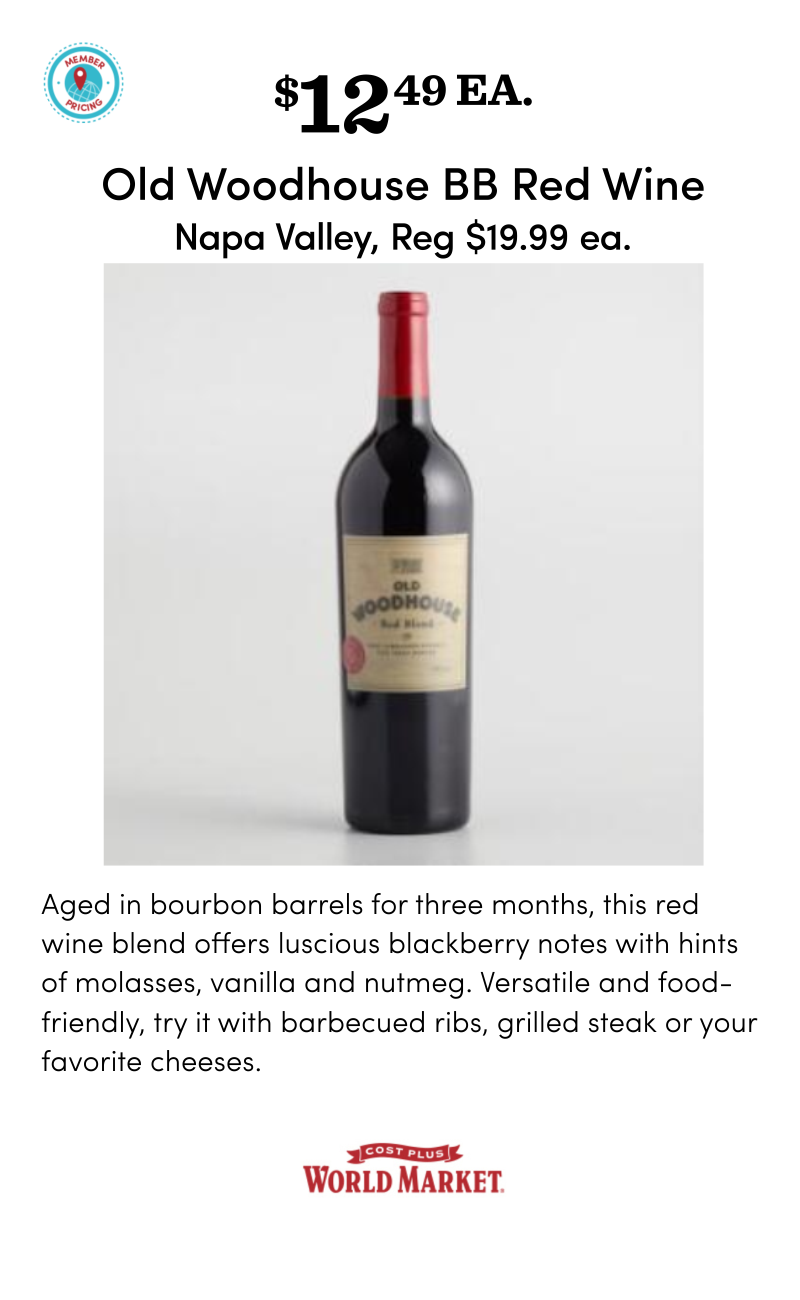 MEMBER
PRICING
$12 49 EA.
Old Woodhouse BB Red Wine
Napa Valley, Reg $19.99 ea.
OLD
WOODHOUSE
Red Blend
Aged in bourbon barrels for three months, this red
wine blend offers luscious blackberry notes with hints
of molasses, vanilla and nutmeg. Versatile and food-
friendly, try it with barbecued ribs, grilled steak or your
favorite cheeses.
COST PLUS
WORLD MARKET®